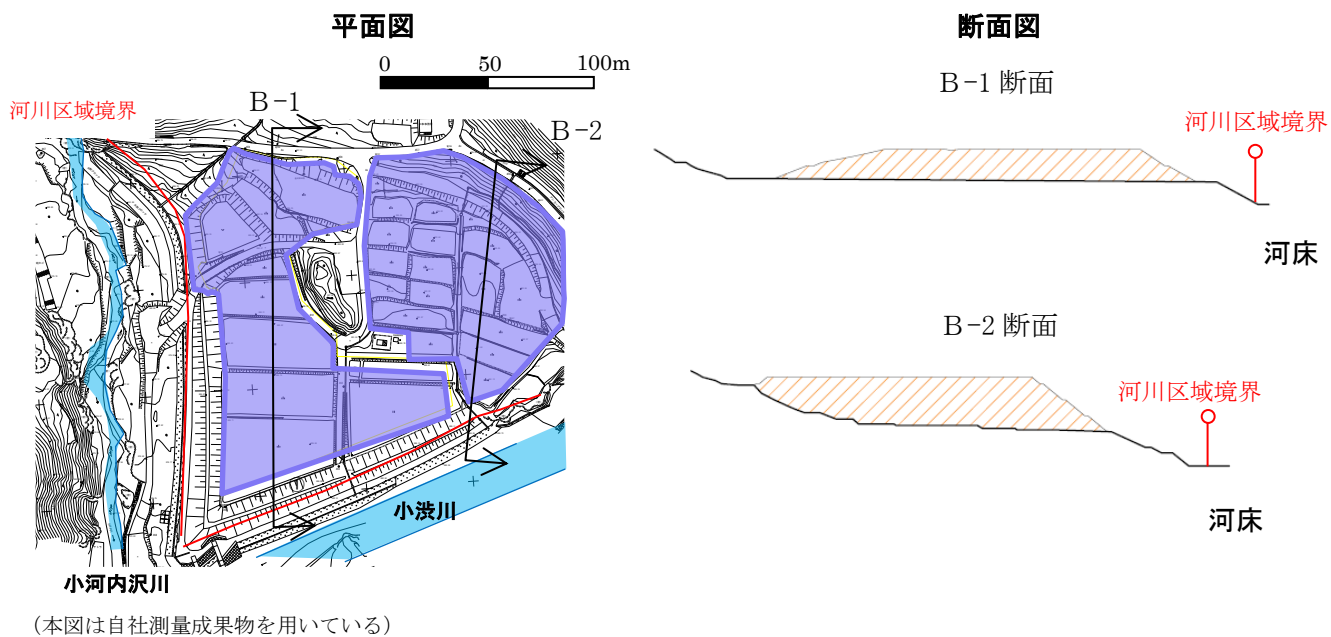 平面図
断面図
0 50 100m
B-1 断面
河川区域境界
B-1
B-2
河川区域境界
河床
B-2 断面
河川区域境界
小渋川
河床
小河内沢川
(本図は自社測量成果物を用いている)